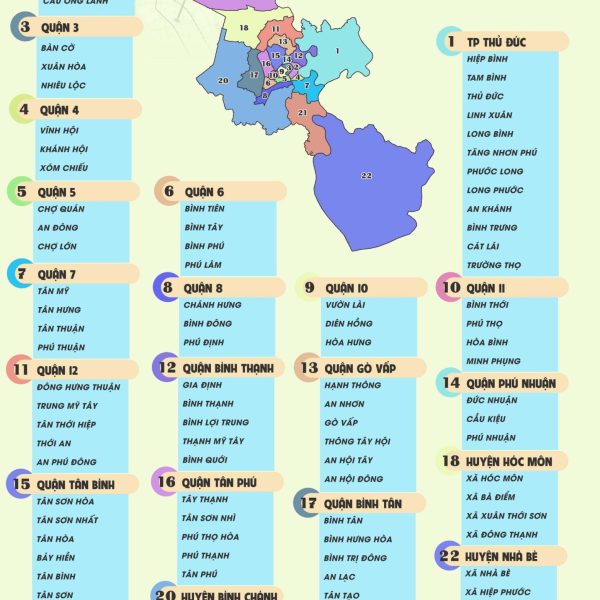 CẦU ÔNG LÃNH
3 QUẬN 3
BÀN CỜ
XUÂN HÒA
NHIÊU LỘC
4 QUẬN 4
VĨNH HỘI
KHÁNH HỘI
XÓM CHIẾU
5 QUẬN 5
CHỢ QUÁN
AN ĐÔNG
CHỢ LỚN
7 QUẬN 7
TÂN MỸ
TÂN HƯNG
TÂN THUẬN
PHÚ THUẬN
11 QUẬN 12
ĐÔNG HƯNG THUẬN
TRUNG MỸ TÂY
TÂN THỚI HIỆP
THỚI AN
AN PHÚ ĐÔNG
15 QUẬN TÂN BÌNH
TÂN SƠN HÒA
TÂN SƠN NHẤT
TÂN HÒA
BẢY HIỀN
TÂN BÌNH
TÂN SƠN
6 QUẬN 6
BÌNH TIÊN
BÌNH TÂY
BÌNH PHÚ
PHÚ LÂM
8 QUẬN 8
CHÁNH HƯNG
BÌNH ĐÔNG
PHÚ ĐỊNH
12 QUẬN BÌNH THẠNH
GIA ĐỊNH
BÌNH THẠNH
BÌNH LỢI TRUNG
THẠNH MỸ TÂY
BÌNH QUỚI
16 QUẬN TÂN PHÚ
TÂY THẠNH
TÂN SƠN NHÌ
PHÚ THỌ HÒA
PHÚ THẠNH
TÂN PHÚ
20 HUYỆN BÌNH CHÁNH
18
11
13
1
15
12
14
16
20
17
10
9
3
2
6
5
4
8
7
21
22
9 QUẬN 10
VƯỜN LÀI
DIÊN HỒNG
HÒA HƯNG
13 QUẬN GÒ VẤP
HẠNH THÔNG
AN NHƠN
GÒ VẤP
THÔNG TÂY HỘI
AN HỘI TÂY
AN HỘI ĐÔNG
17 QUẬN BÌNH TÂN
BÌNH TÂN
BÌNH HƯNG HÒA
BÌNH TRỊ ĐÔNG
AN LẠC
TÂN TẠO
1 TP THỦ ĐỨC
HIỆP BÌNH
TAM BÌNH
THỦ ĐỨC
LINH XUÂN
LONG BÌNH
TĂNG NHƠN PHÚ
PHƯỚC LONG
LONG PHƯỚC
AN KHÁNH
BÌNH TRƯNG
CÁT LÁI
TRƯỜNG THỌ
10 QUẬN 11
BÌNH THỚI
PHÚ THỌ
HÒA BÌNH
MINH PHỤNG
14 QUẬN PHÚ NHUẬN
ĐỨC NHUẬN
CẦU KIỆU
PHÚ NHUẬN
18 HUYỆN HÓC MÔN
XÃ HÓC MÔN
XÃ BÀ ĐIỂM
XÃ XUÂN THỚI SƠN
XÃ ĐÔNG THẠNH
22 HUYỆN NHÀ BÈ
XÃ NHÀ BÈ
XÃ HIỆP PHƯỚC